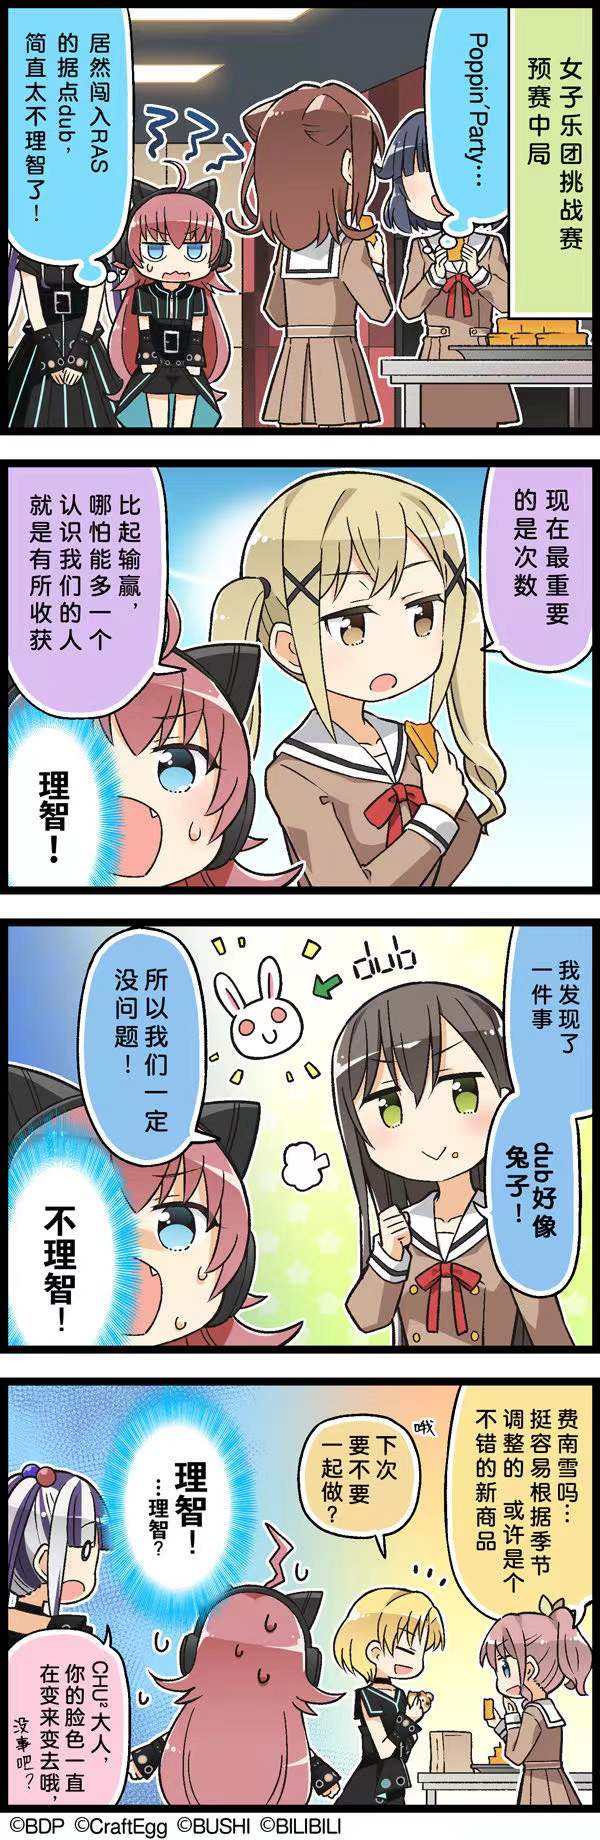 女子乐团挑战赛
预赛中局
Poppin'Party…
居然闯入RAS
的据点dub，
简直太不理智了！
现在最重要
的是次数
比起输赢，
哪怕能多一个
认识我们的人
就是有所收获
理智！
我发现了
一件事
dub好像
兔子！
dub
所以我们一定
没问题！
不理智！
费南雪吗…
挺容易根据季节
调整的 或许是个
不错的新商品
哦
下次
要不要
一起做？
理智！
…理智？
CHU²大人，
你的脸色一直
在变来变去哦，
没事吧？
©BDP ©CraftEgg ©BUSHI ©BILIBILI